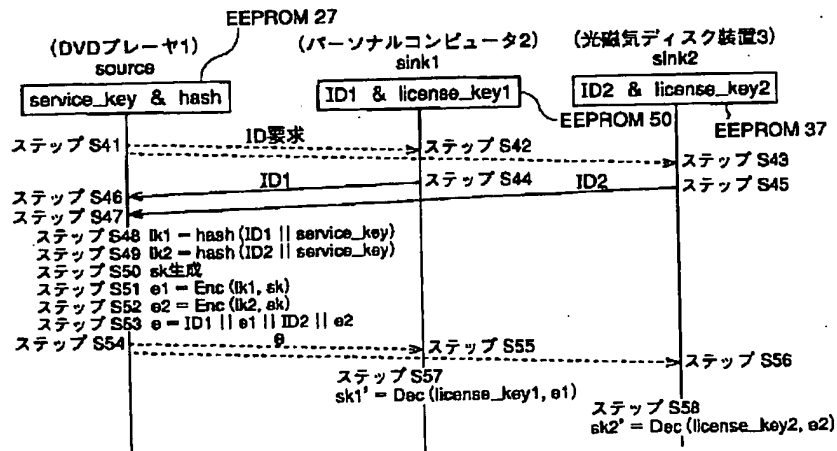 EEPROM 27
(DVDプレーヤ1)
source
(パーソナルコンピュータ2)
sink1
(光磁気ディスク装置3)
sink2
service_key & hash
ID1 & license_key1
ID2 & license_key2
EEPROM 50
EEPROM 37
ステップ S41
ID要求
ステップ S42
ステップ S43
ID1
ステップ S44
ID2
ステップ S45
ステップ S46
ステップ S47
ステップ S48 lk1 = hash (ID1 || service_key)
ステップ S49 lk2 = hash (ID2 || service_key)
ステップ S50 sk生成
ステップ S51 e1 = Enc (lk1, sk)
ステップ S52 e2 = Enc (lk2, sk)
ステップ S53 e = ID1 || e1 || ID2 || e2
ステップ S54
e
ステップ S55
ステップ S56
ステップ S57
sk1' = Dec (license_key1, e1)
ステップ S58
sk2' = Dec (license_key2, e2)